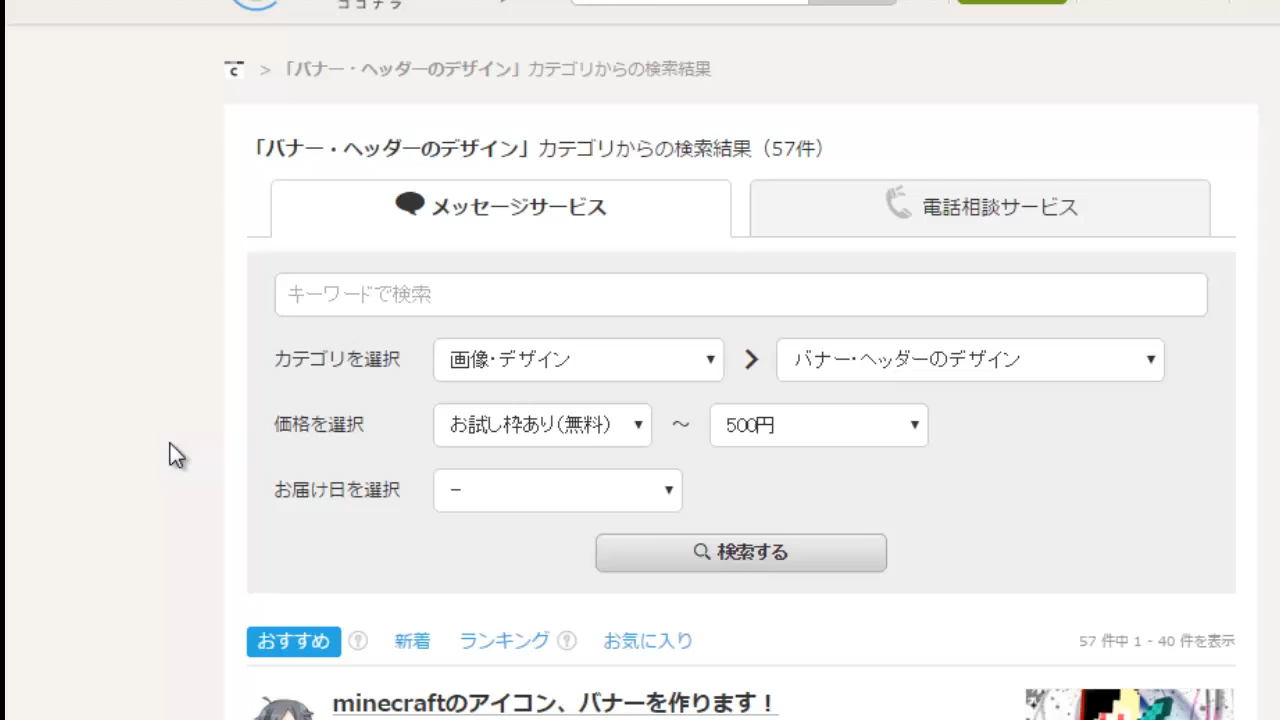 ココナラ
> 「バナー・ヘッダーのデザイン」カテゴリからの検索結果
「バナー・ヘッダーのデザイン」カテゴリからの検索結果（57件）
メッセージサービス 電話相談サービス
キーワードで検索
カテゴリを選択 画像・デザイン バナー・ヘッダーのデザイン
価格を選択 お試し枠あり(無料) ～ 500円
お届け日を選択 –
検索する
おすすめ ? 新着 ランキング ? お気に入り 57 件中 1 - 40 件を表示
minecraftのアイコン、バナーを作ります！